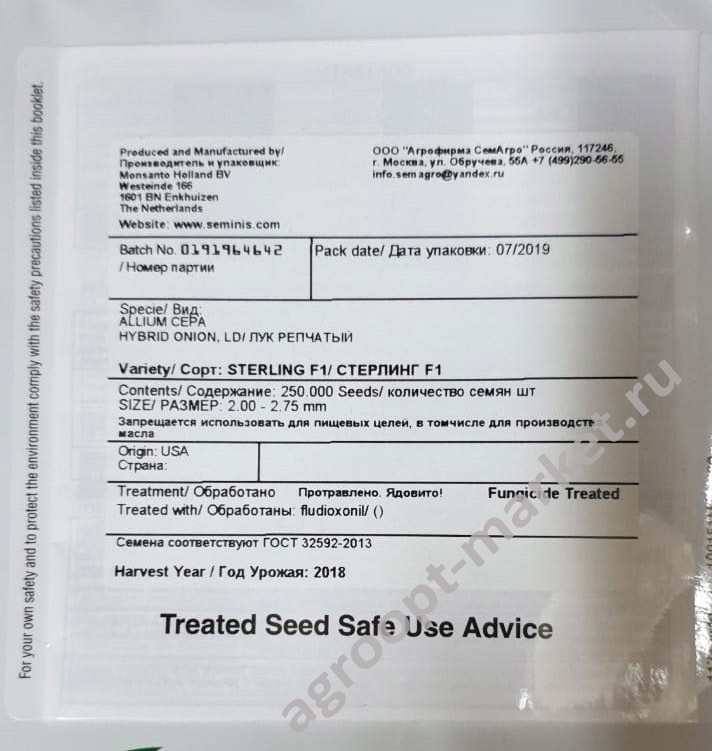 For your own safety and to protect the environment comply with the safety precautions listed inside this booklet.
Produced and Manufactured by/
Производитель и упаковщик:
Monsanto Holland BV
Westeinde 166
1601 BN Enkhuizen
The Netherlands
Website: www.seminis.com
ООО "Агрофирма СемАгро" Россия, 117246,
г. Москва, ул. Обручева, 55А +7 (499)290-66-55
info.semagro@yandex.ru
Batch No. 0191964642
/ Номер партии
Pack date/ Дата упаковки: 07/2019
Specie/ Вид:
ALLIUM CEPA
HYBRID ONION, LD/ ЛУК РЕПЧАТЫЙ
Variety/ Сорт: STERLING F1/ СТЕРЛИНГ F1
Contents/ Содержание: 250.000 Seeds/ количество семян шт
SIZE/ РАЗМЕР: 2.00 - 2.75 mm
Запрещается использовать для пищевых целей, в томчисле для производств
масла
Origin: USA
Страна:
Treatment/ Обработано Протравлено. Ядовито! Fungicide Treated
Treated with/ Обработаны: fludioxonil/ ()
Семена соответствуют ГОСТ 32592-2013
Harvest Year / Год Урожая: 2018
Treated Seed Safe Use Advice
agroopt-market.ru